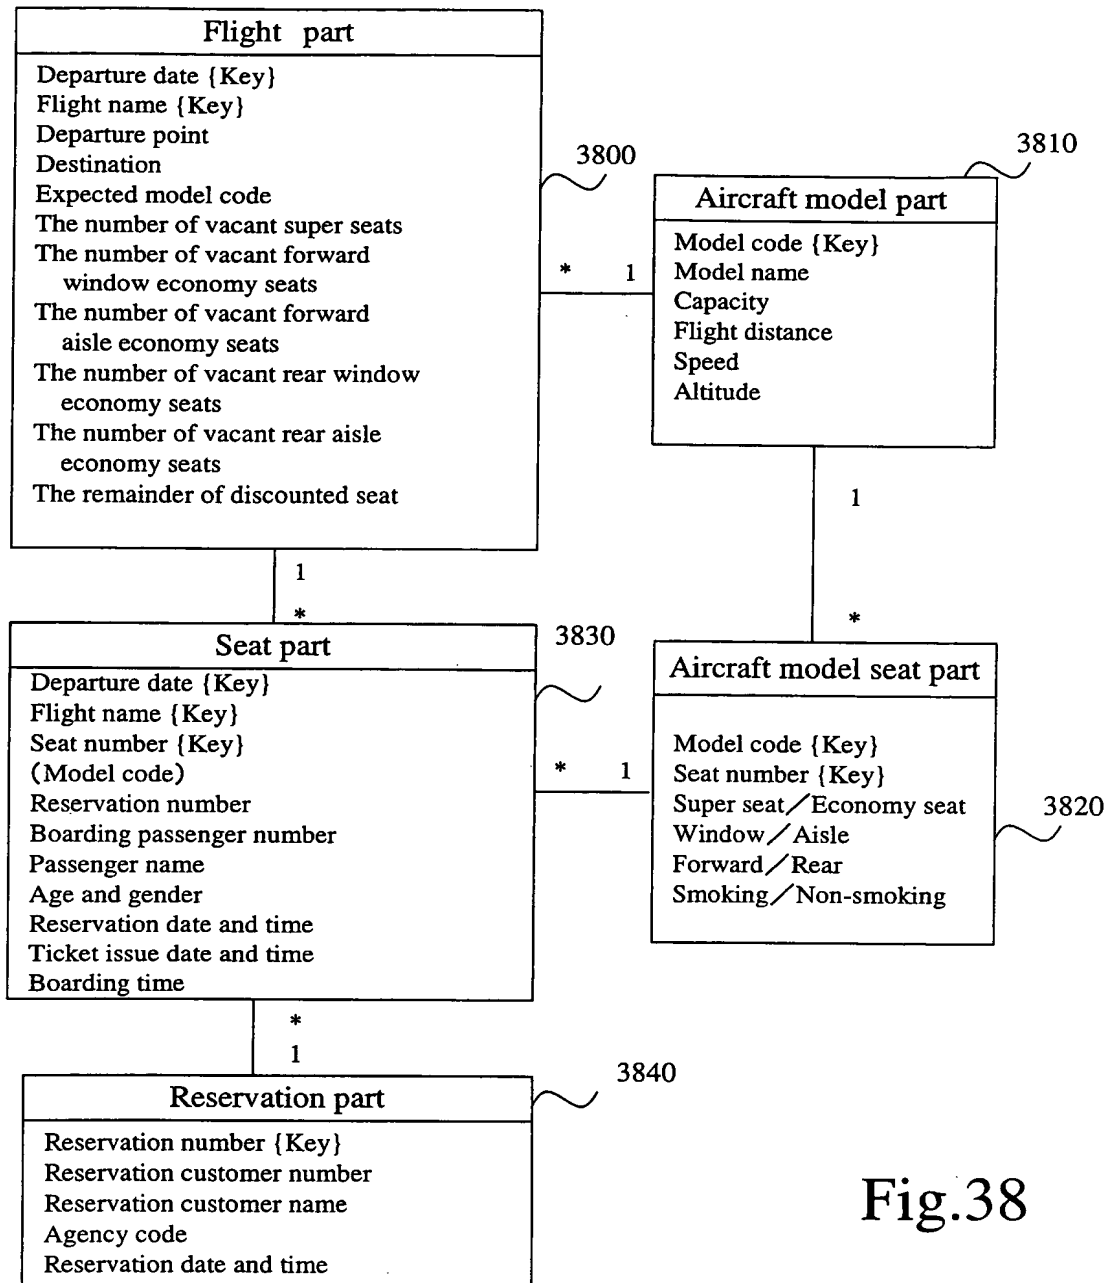 Flight part
Departure date {Key}
Flight name {Key}
Departure point
Destination
Expected model code
The number of vacant super seats
The number of vacant forward
window economy seats
The number of vacant forward
aisle economy seats
The number of vacant rear window
economy seats
The number of vacant rear aisle
economy seats
The remainder of discounted seat
3800
* 1
3810
Aircraft model part
Model code {Key}
Model name
Capacity
Flight distance
Speed
Altitude
1
*
1
*
Seat part
Departure date {Key}
Flight name {Key}
Seat number {Key}
(Model code)
Reservation number
Boarding passenger number
Passenger name
Age and gender
Reservation date and time
Ticket issue date and time
Boarding time
3830
* 1
Aircraft model seat part
Model code {Key}
Seat number {Key}
Super seat/Economy seat
Window/Aisle
Forward/Rear
Smoking/Non-smoking
3820
*
1
3840
Reservation part
Reservation number {Key}
Reservation customer number
Reservation customer name
Agency code
Reservation date and time
Fig.38